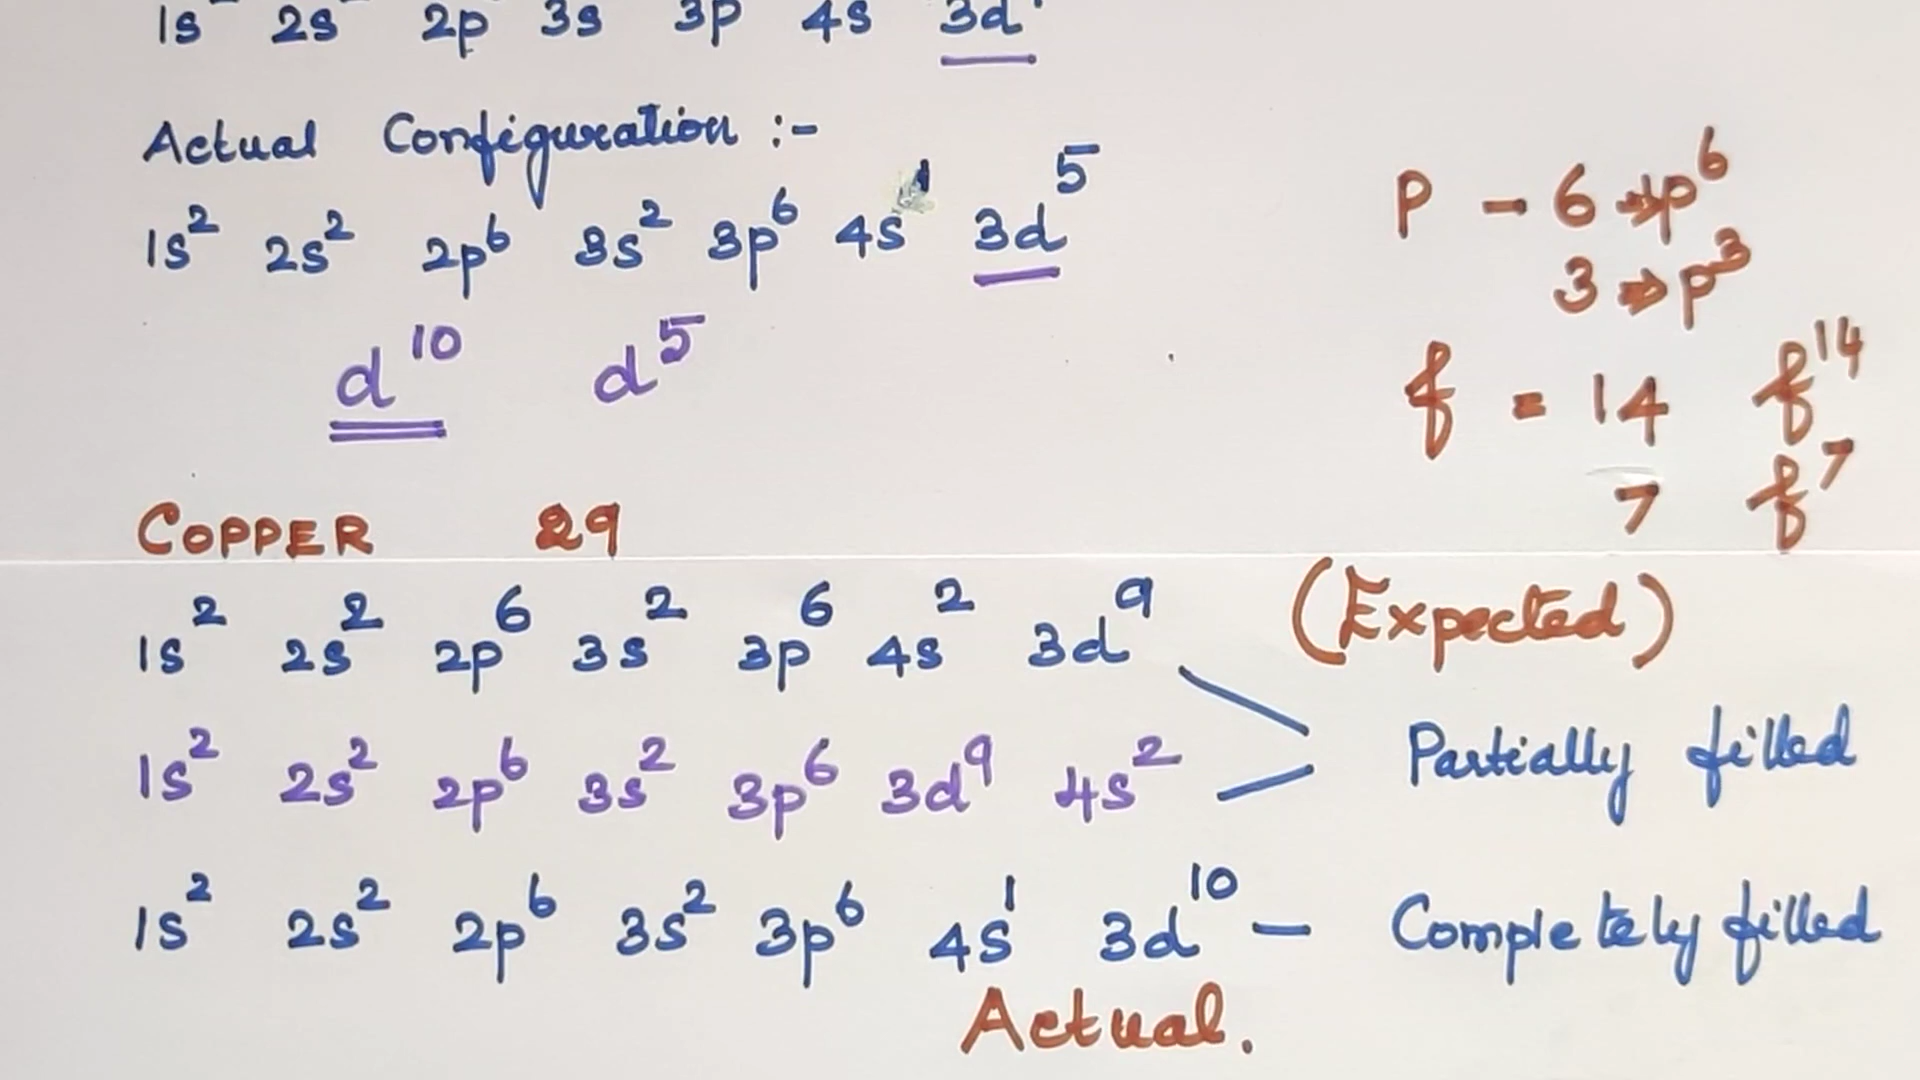 1s 2s 2p 3s 3p 4s 3d
Actual Configuration :-
1s² 2s² 2p⁶ 3s² 3p⁶ 4s¹ 3d⁵
d¹⁰ d⁵
P - 6 ⇒ p⁶
3 ⇒ p³
f = 14 f¹⁴
7 f⁷
COPPER 29
1s² 2s² 2p⁶ 3s² 3p⁶ 4s² 3d⁹ (Expected)
Partially filled
1s² 2s² 2p⁶ 3s² 3p⁶ 3d⁹ 4s²
1s² 2s² 2p⁶ 3s² 3p⁶ 4s¹ 3d¹⁰ — Completely filled
Actual.